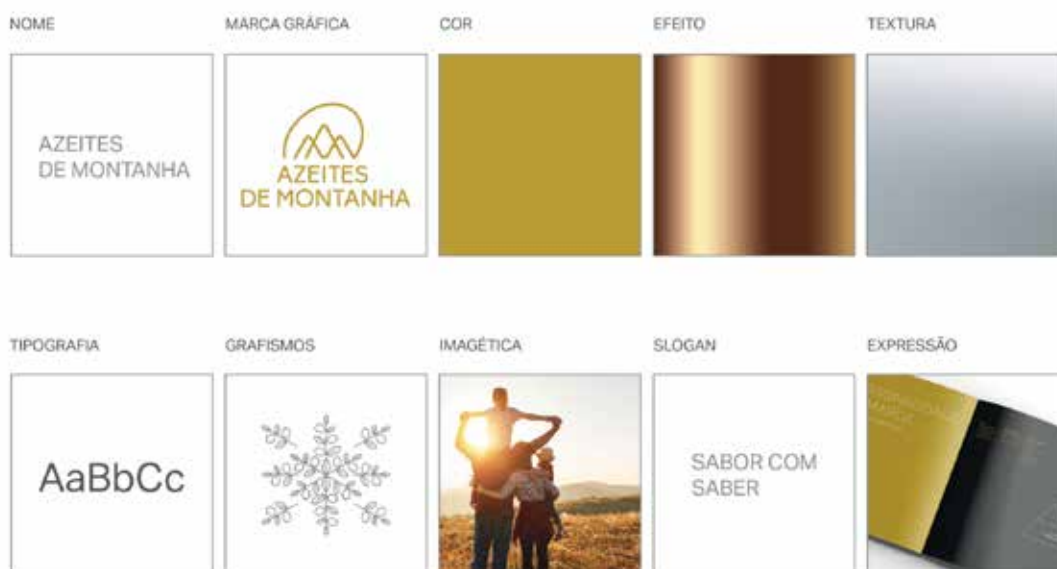 NOME
MARCA GRÁFICA
COR
EFEITO
TEXTURA
AZEITES
DE MONTANHA
AZEITES
DE MONTANHA
TIPOGRAFIA
GRAFISMOS
IMAGÉTICA
SLOGAN
EXPRESSÃO
AaBbCc
SABOR COM
SABER